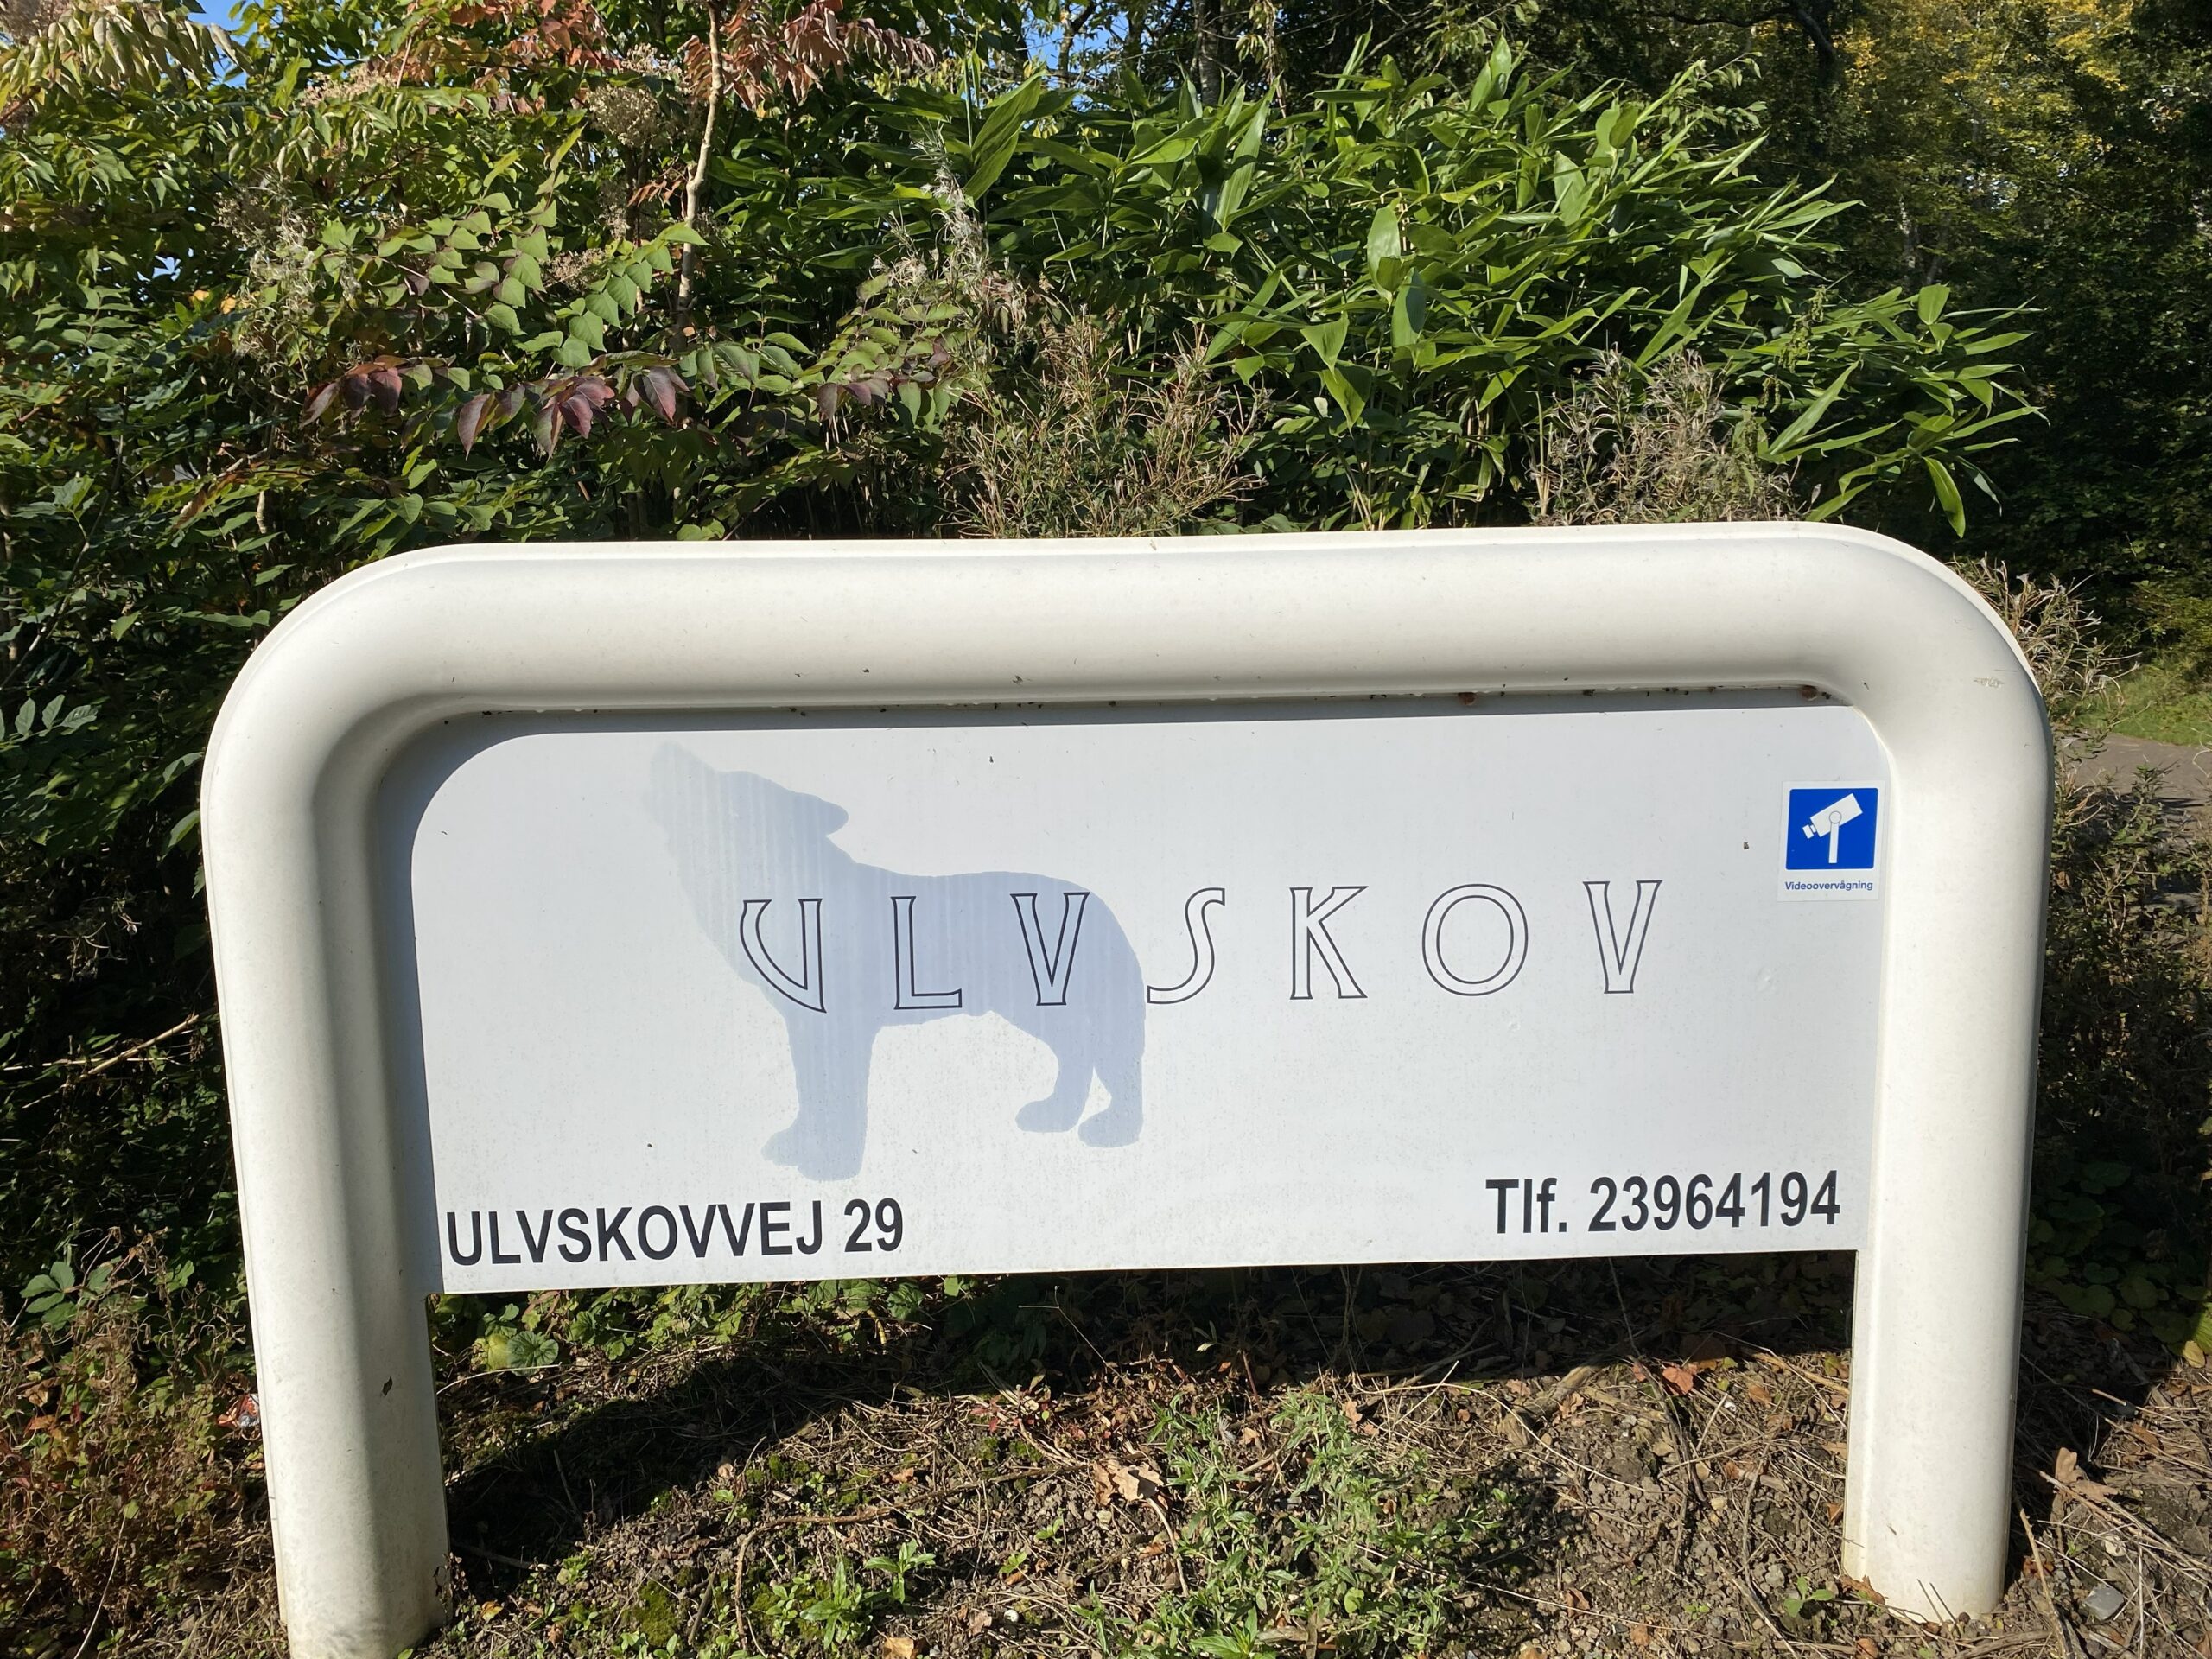 Videoovervågning
ULVSKOV
ULVSKOVVEJ 29
Tlf. 23964194